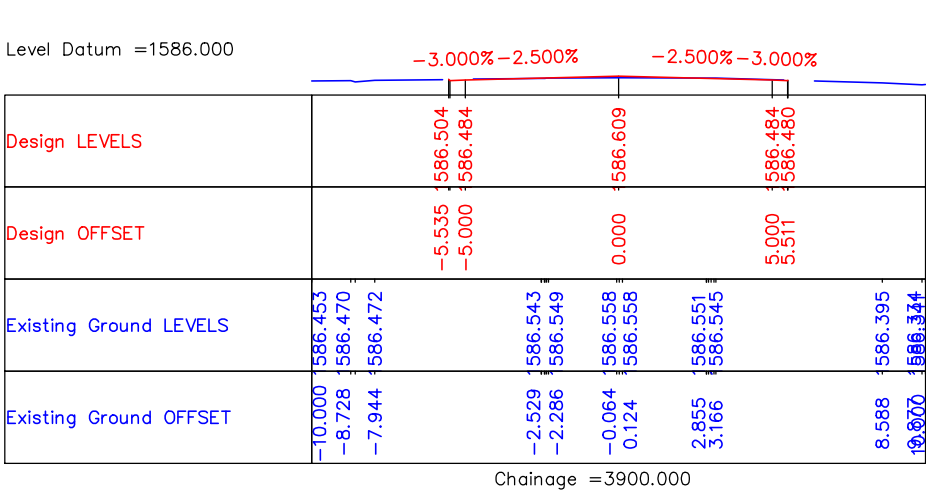 Level Datum =1586.000
-3.000% -2.500% -2.500% -3.000%
Design LEVELS 1586.504 1586.484 1586.609 1586.484 1586.480
Design OFFSET -5.535 -5.000 0.000 5.000 5.511
Existing Ground LEVELS 1586.453 1586.470 1586.472 1586.543 1586.549 1586.558 1586.558 1586.551 1586.545 1586.395
Existing Ground OFFSET -10.000 -8.728 -7.944 -2.529 -2.286 -0.064 0.124 2.855 3.166 8.588 10.000
Chainage =3900.000